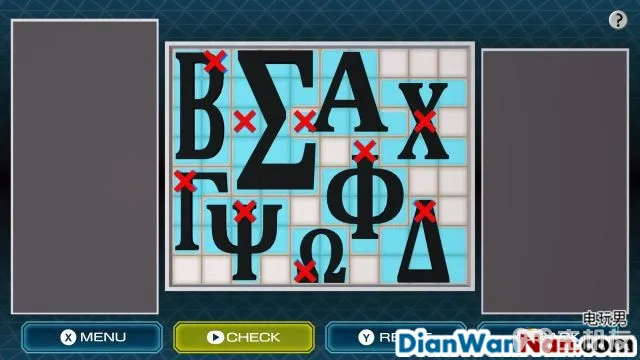 ?
Β Σ Α Χ
Γ Ψ Ω Φ Δ
电玩男
X MENU
CHECK
Y RE
DianWanNan.com